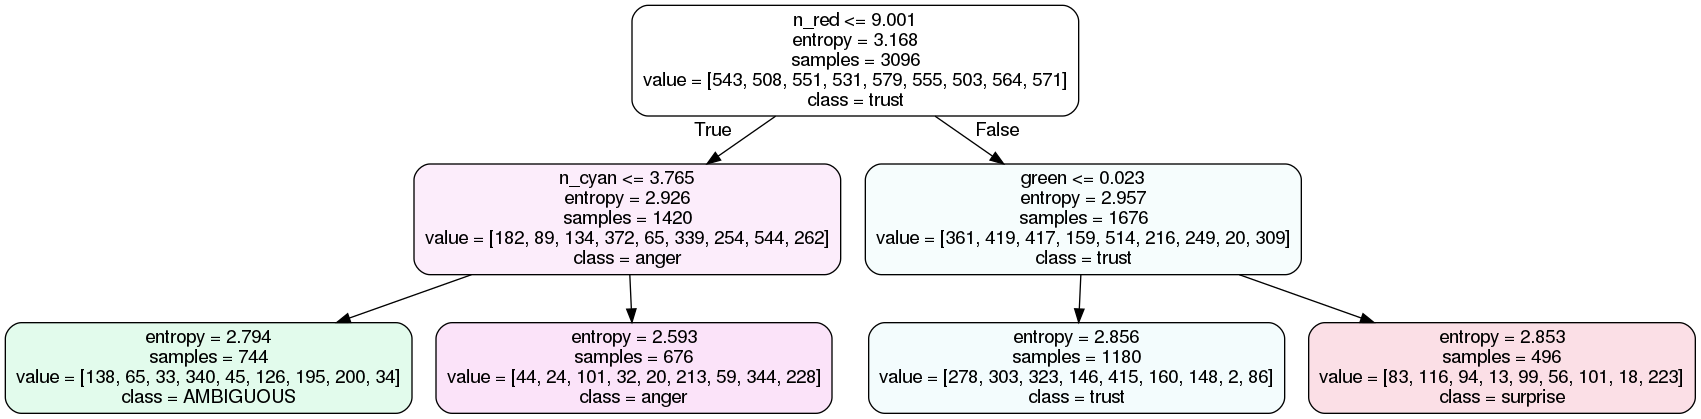 n_red <= 9.001
entropy = 3.168
samples = 3096
value = [543, 508, 551, 531, 579, 555, 503, 564, 571]
class = trust
True
False
n_cyan <= 3.765
entropy = 2.926
samples = 1420
value = [182, 89, 134, 372, 65, 339, 254, 544, 262]
class = anger
green <= 0.023
entropy = 2.957
samples = 1676
value = [361, 419, 417, 159, 514, 216, 249, 20, 309]
class = trust
entropy = 2.794
samples = 744
value = [138, 65, 33, 340, 45, 126, 195, 200, 34]
class = AMBIGUOUS
entropy = 2.593
samples = 676
value = [44, 24, 101, 32, 20, 213, 59, 344, 228]
class = anger
entropy = 2.856
samples = 1180
value = [278, 303, 323, 146, 415, 160, 148, 2, 86]
class = trust
entropy = 2.853
samples = 496
value = [83, 116, 94, 13, 99, 56, 101, 18, 223]
class = surprise